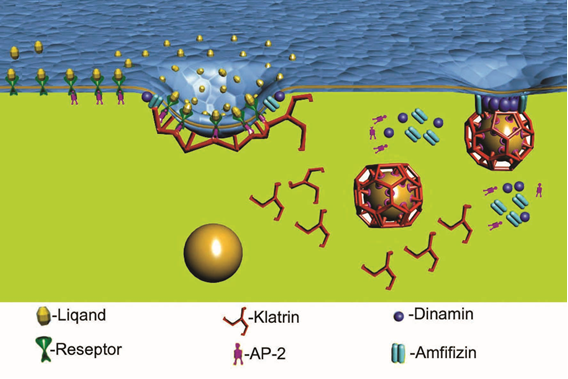 -Liqand
-Klatrin
-Dinamin
-Reseptor
-AP-2
-Amfifizin